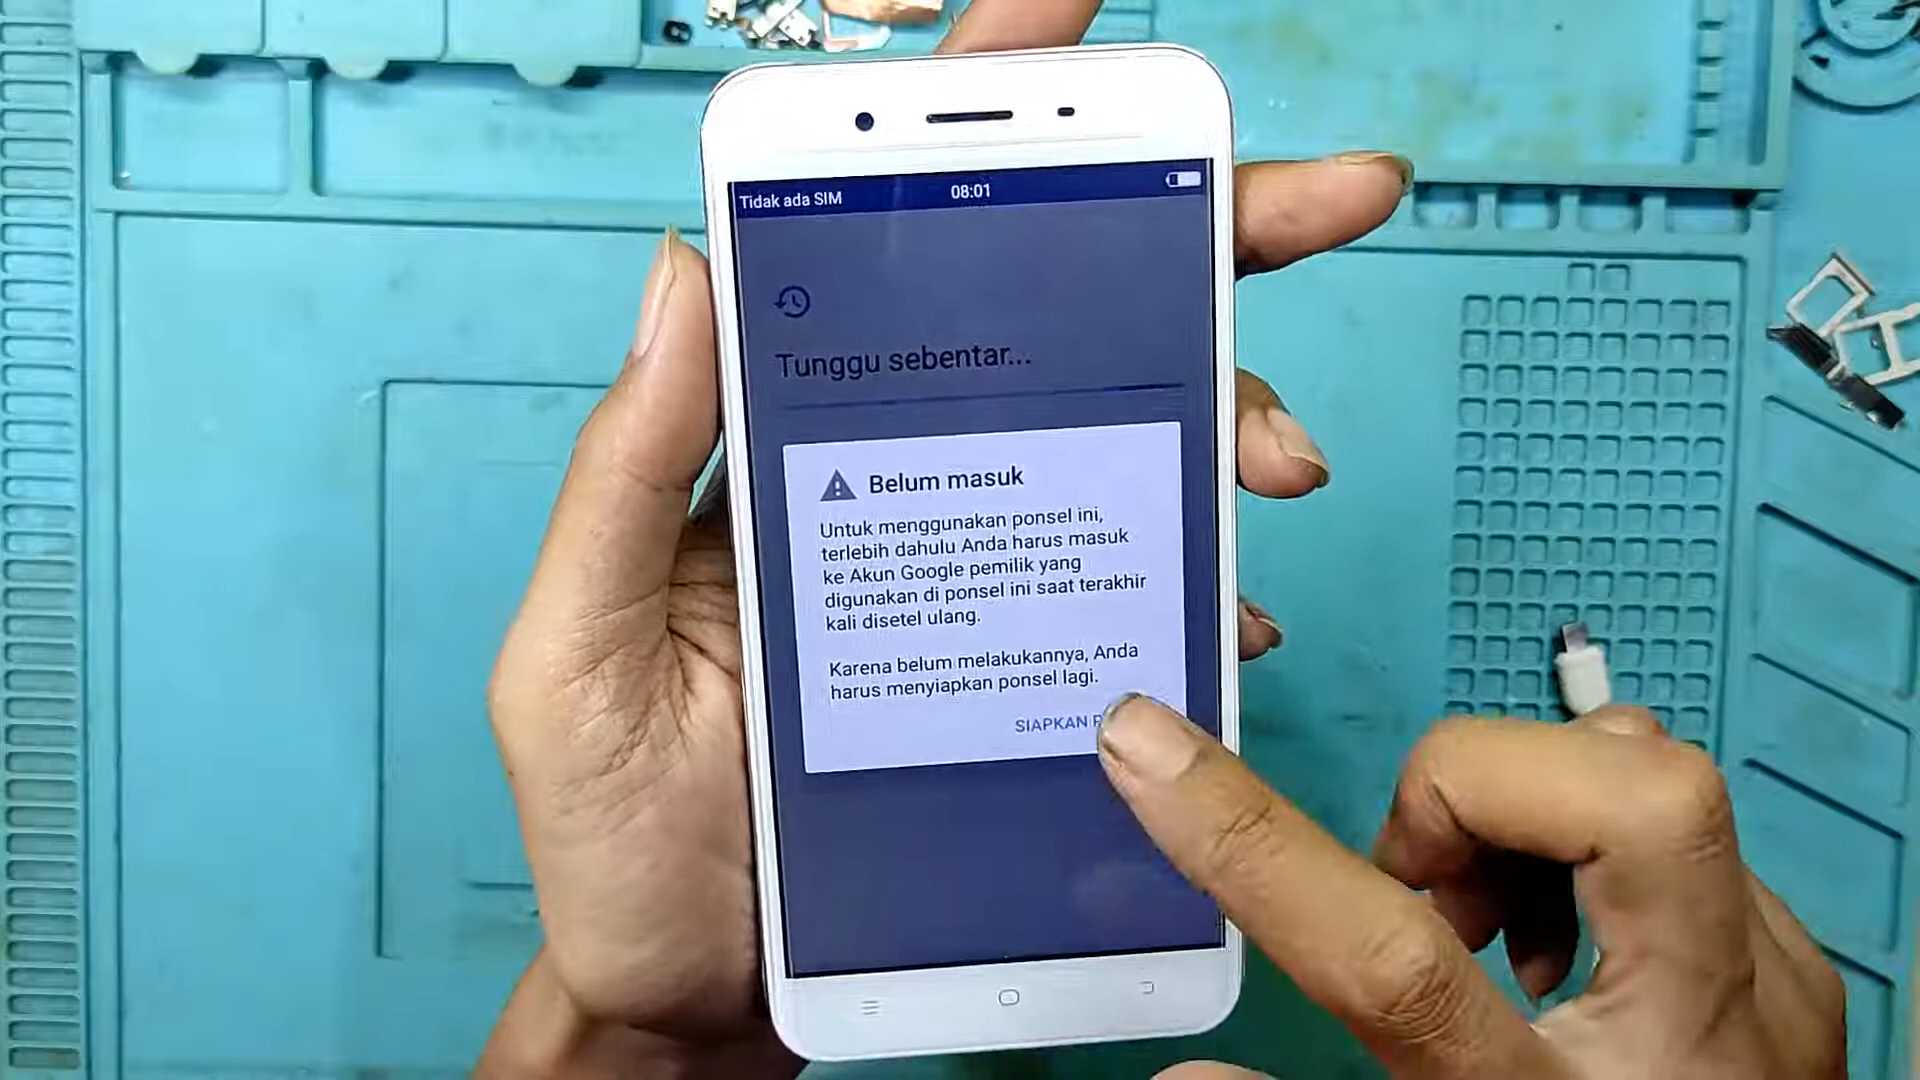 Tidak ada SIM 08:01
Tunggu sebentar...
Belum masuk
Untuk menggunakan ponsel ini,
terlebih dahulu Anda harus masuk
ke Akun Google pemilik yang
digunakan di ponsel ini saat terakhir
kali disetel ulang.
Karena belum melakukannya, Anda
harus menyiapkan ponsel lagi.
SIAPKAN